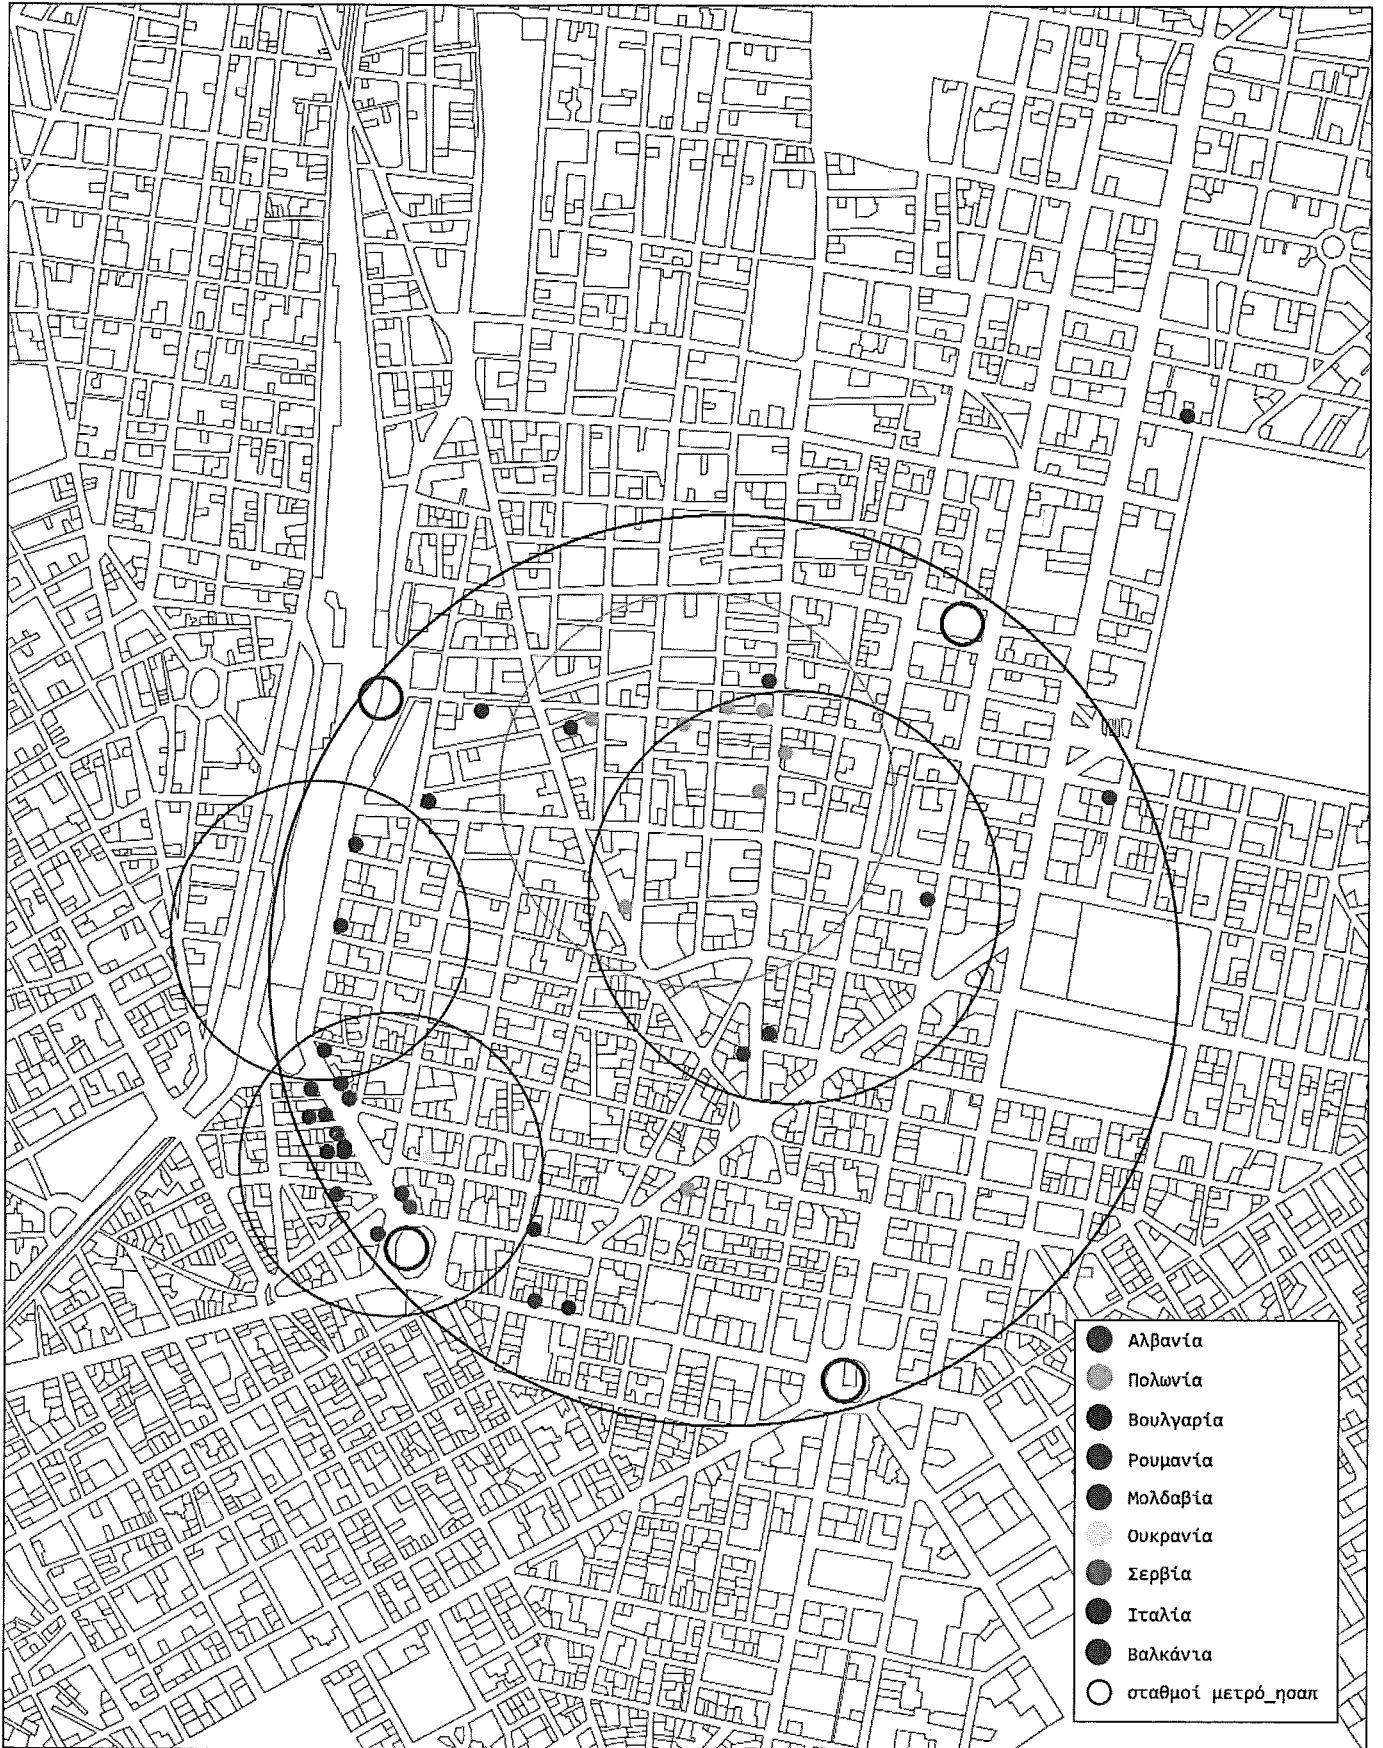 Αλβανία
Πολωνία
Βουλγαρία
Ρουμανία
Μολδαβία
Ουκρανία
Σερβία
Ιταλία
Βαλκάνια
σταθμοί μετρό_ησαπ